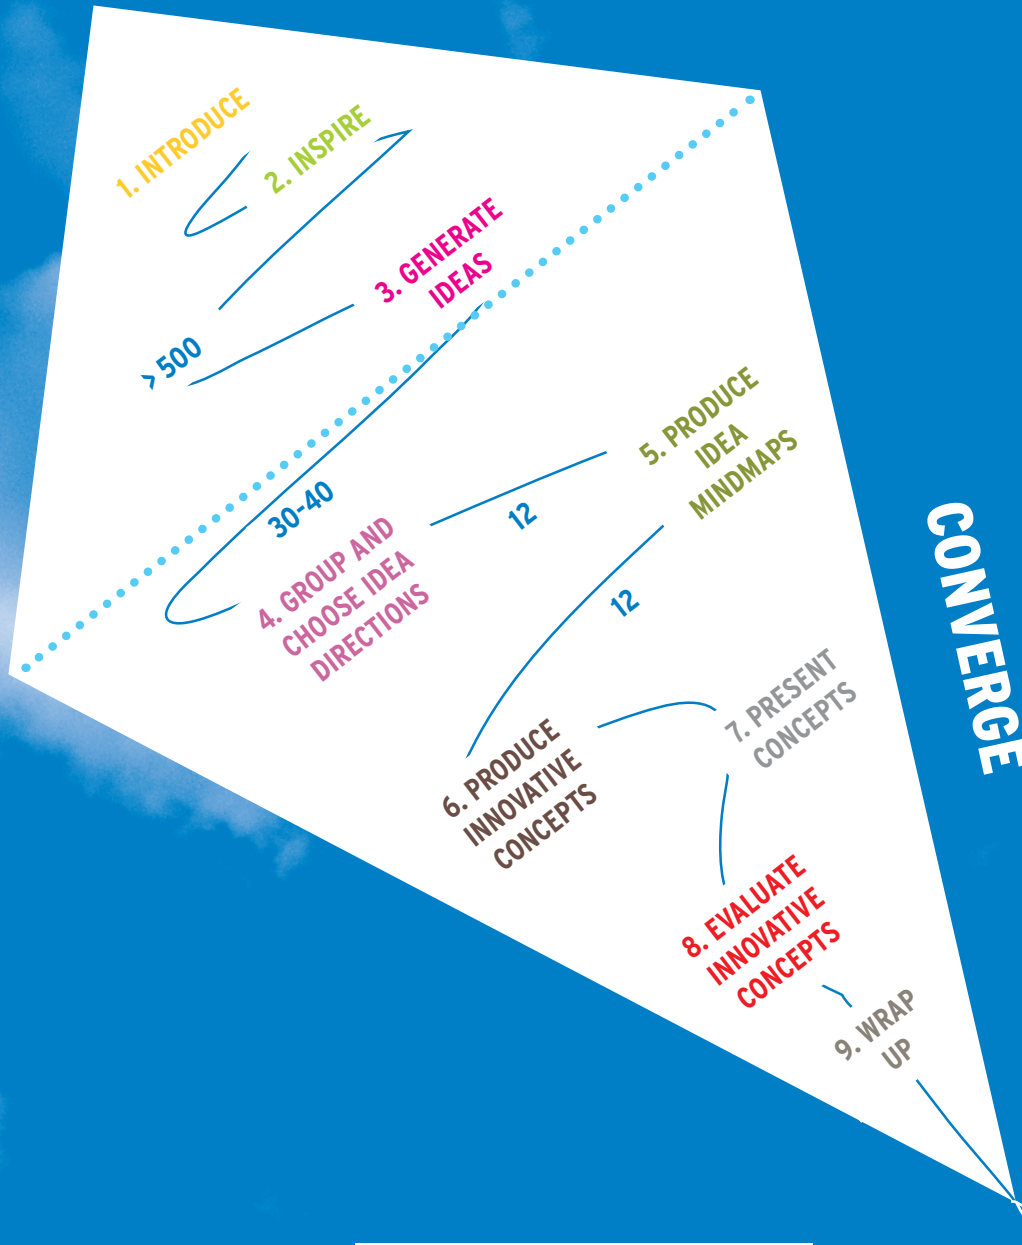 1. INTRODUCE
2. INSPIRE
> 500
3. GENERATE
IDEAS
30-40
4. GROUP AND
CHOOSE IDEA
DIRECTIONS
12
5. PRODUCE
IDEA
MINDMAPS
12
6. PRODUCE
INNOVATIVE
CONCEPTS
7. PRESENT
CONCEPTS
8. EVALUATE
INNOVATIVE
CONCEPTS
9. WRAP
UP
CONVERGE